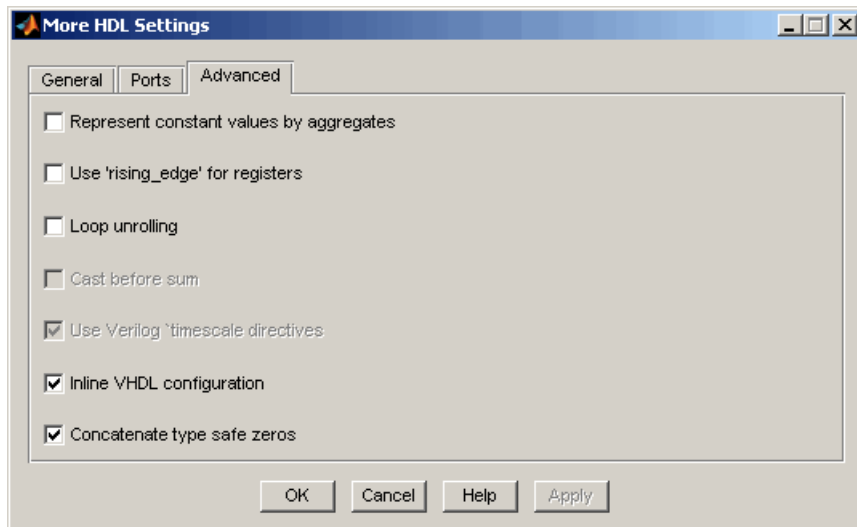 More HDL Settings
General Ports Advanced
Represent constant values by aggregates
Use 'rising_edge' for registers
Loop unrolling
Cast before sum
Use Verilog `timescale directives
Inline VHDL configuration
Concatenate type safe zeros
OK Cancel Help Apply